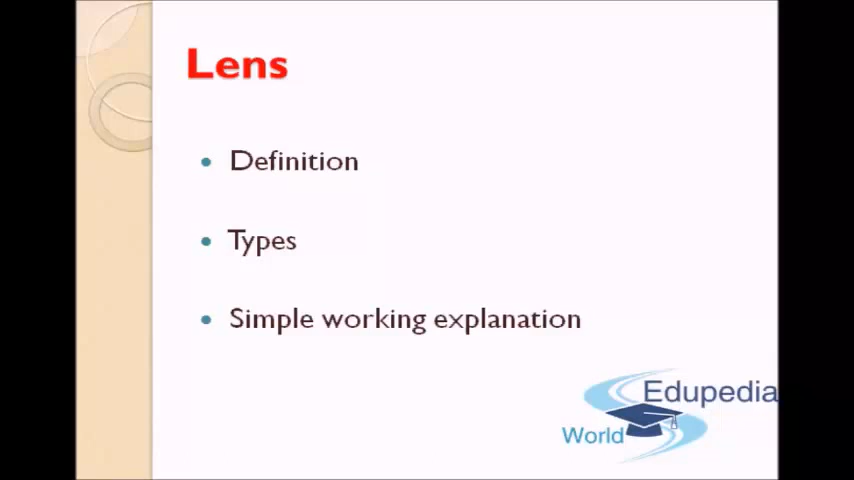 Lens
Definition
Types
Simple working explanation
Edupedia
World